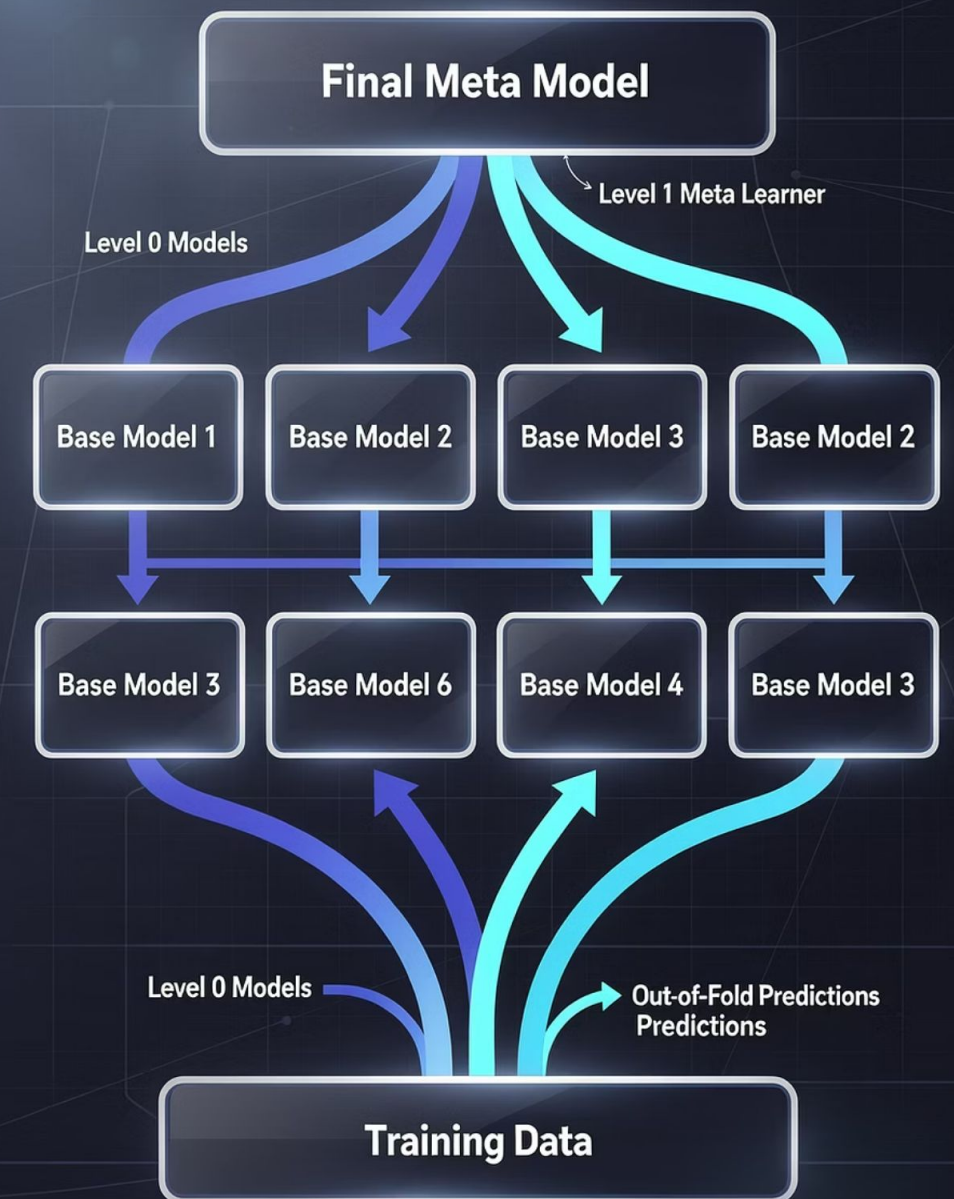 Final Meta Model
Level 1 Meta Learner
Level 0 Models
Base Model 1
Base Model 2
Base Model 3
Base Model 2
Base Model 3
Base Model 6
Base Model 4
Base Model 3
Level 0 Models
Out-of-Fold Predictions
Predictions
Training Data